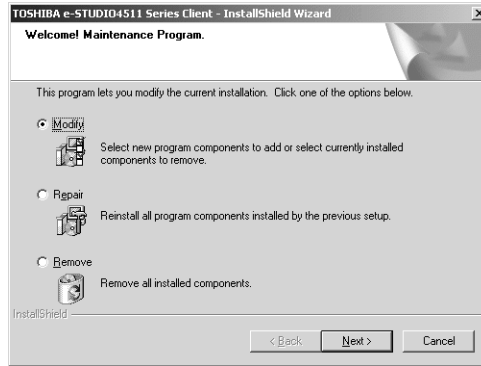 TOSHIBA e-STUDIO4511 Series Client - InstallShield Wizard
Welcome! Maintenance Program.
This program lets you modify the current installation. Click one of the options below.
Modify
Select new program components to add or select currently installed
components to remove.
Repair
Reinstall all program components installed by the previous setup.
Remove
Remove all installed components.
InstallShield
< Back
Next >
Cancel